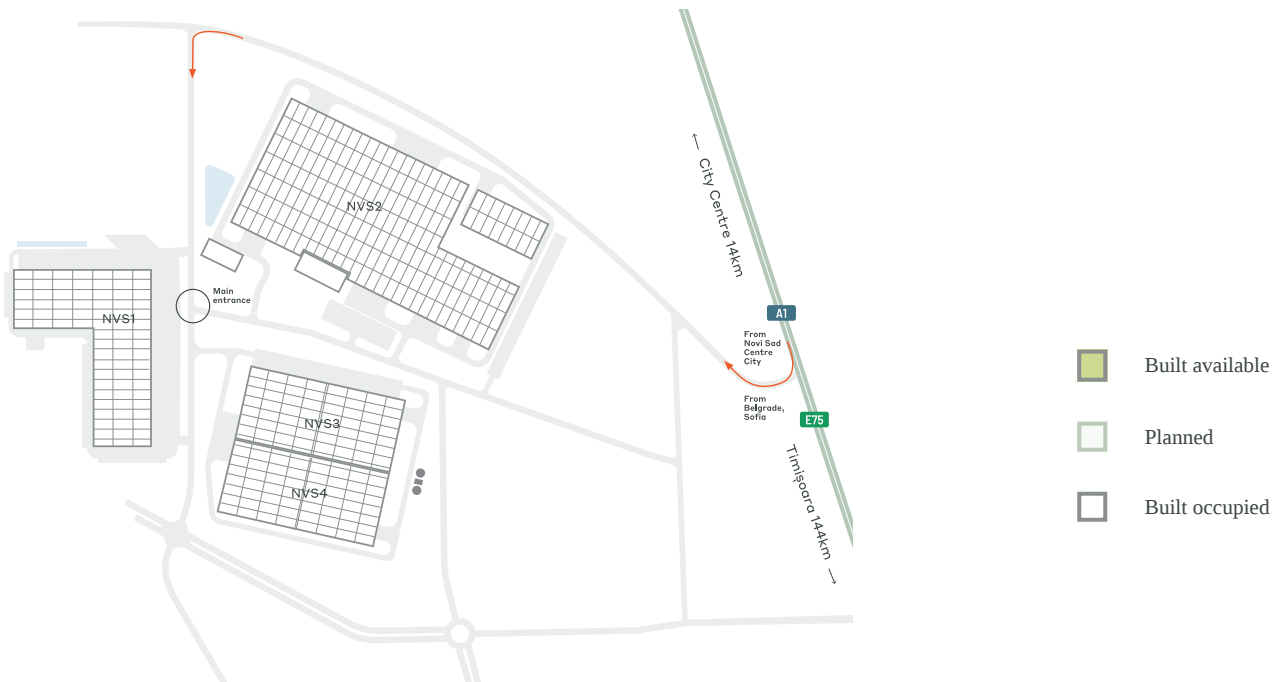 NVS2
← City Centre 14km
Main
entrance
NVS1
A1
From
Novi Sad
Centre
City
From
Belgrade,
Sofia
E75
NVS3
NVS4
Timișoara 144km →
Built available
Planned
Built occupied